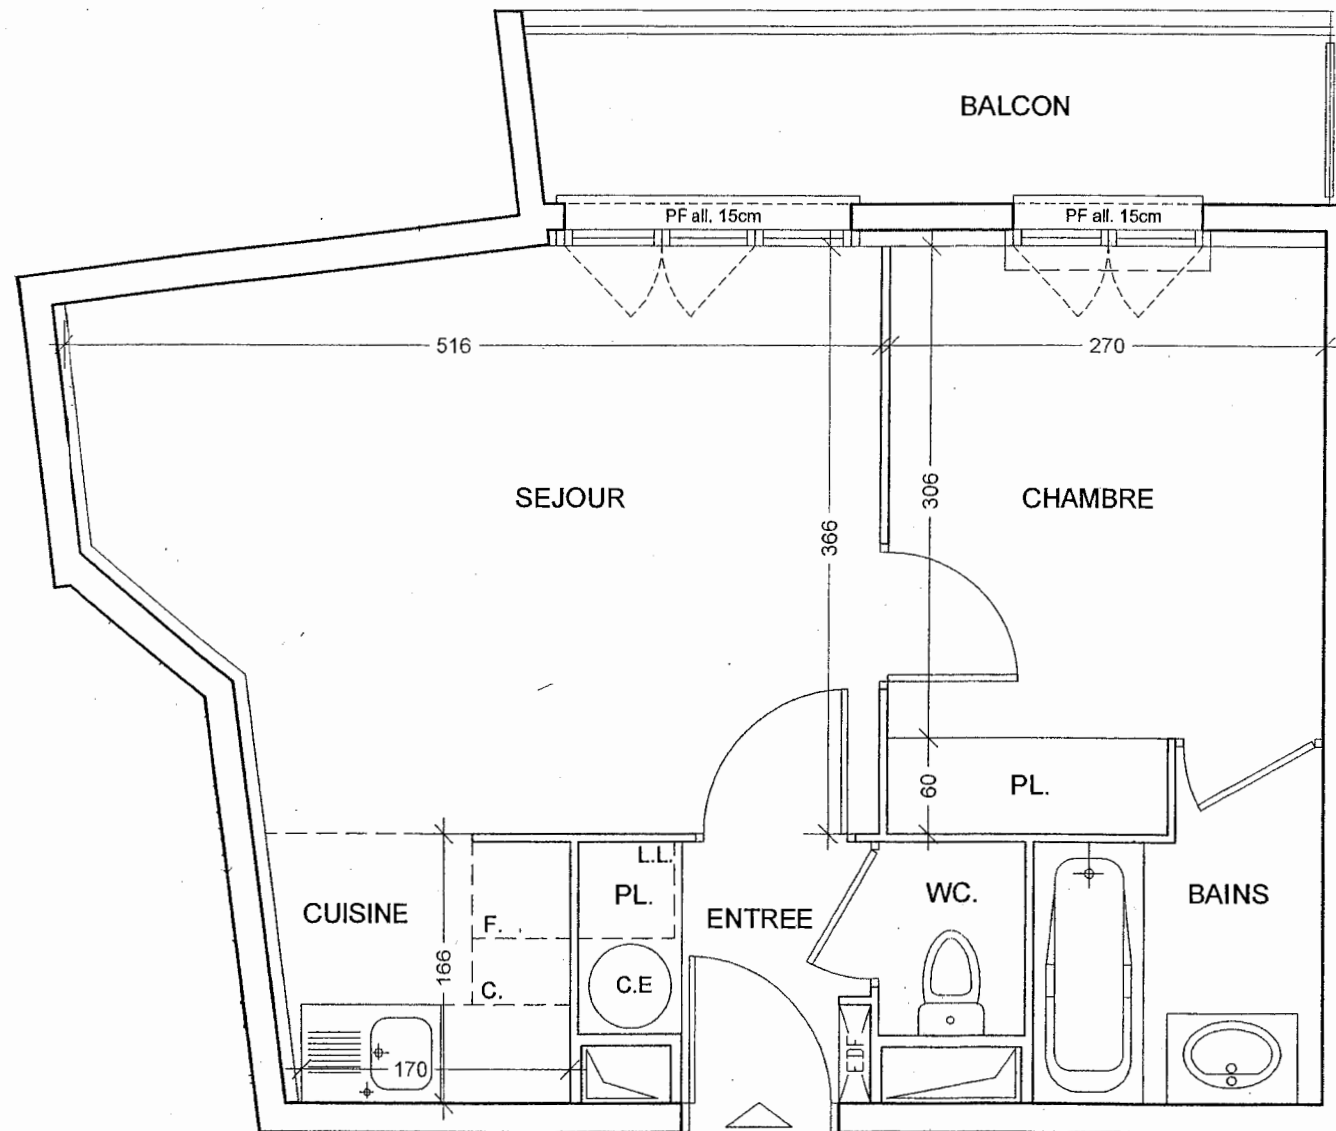 BALCON
PF all. 15cm
PF all. 15cm
516
270
SEJOUR
366
306
CHAMBRE
60
PL.
L.L.
PL.
CUISINE
F.
ENTREE
WC.
BAINS
166
C.
C.E
EDF
170